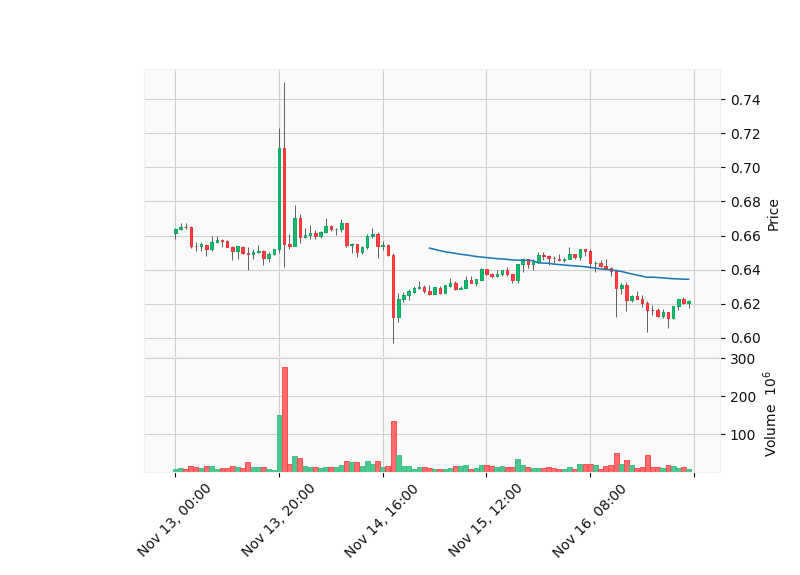 0.74
0.72
0.70
0.68
0.66
0.64
0.62
0.60
Price
300
200
100
Volume 10^6
Nov 13, 00:00
Nov 13, 20:00
Nov 14, 16:00
Nov 15, 12:00
Nov 16, 08:00